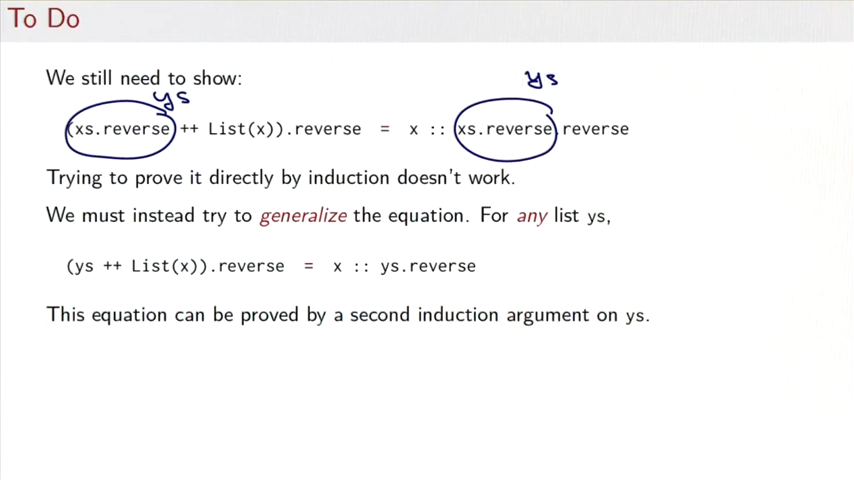 To Do
We still need to show:
ys
ys
(xs.reverse ++ List(x)).reverse = x :: xs.reverse.reverse
Trying to prove it directly by induction doesn't work.
We must instead try to generalize the equation. For any list ys,
(ys ++ List(x)).reverse = x :: ys.reverse
This equation can be proved by a second induction argument on ys.